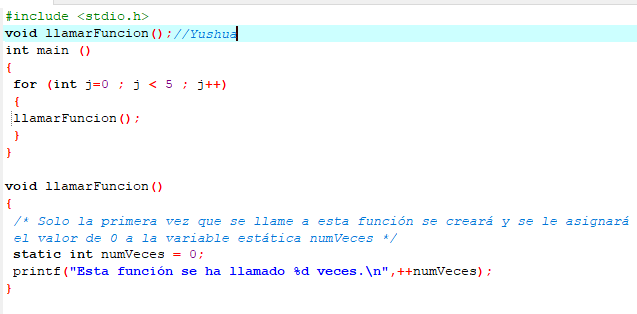 #include <stdio.h>
void llamarFuncion();//Yushua
int main ()
{
for (int j=0 ; j < 5 ; j++)
{
llamarFuncion();
}
}
void llamarFuncion()
{
/* Solo la primera vez que se llame a esta función se creará y se le asignará
el valor de 0 a la variable estática numVeces */
static int numVeces = 0;
printf("Esta función se ha llamado %d veces.\n",++numVeces);
}